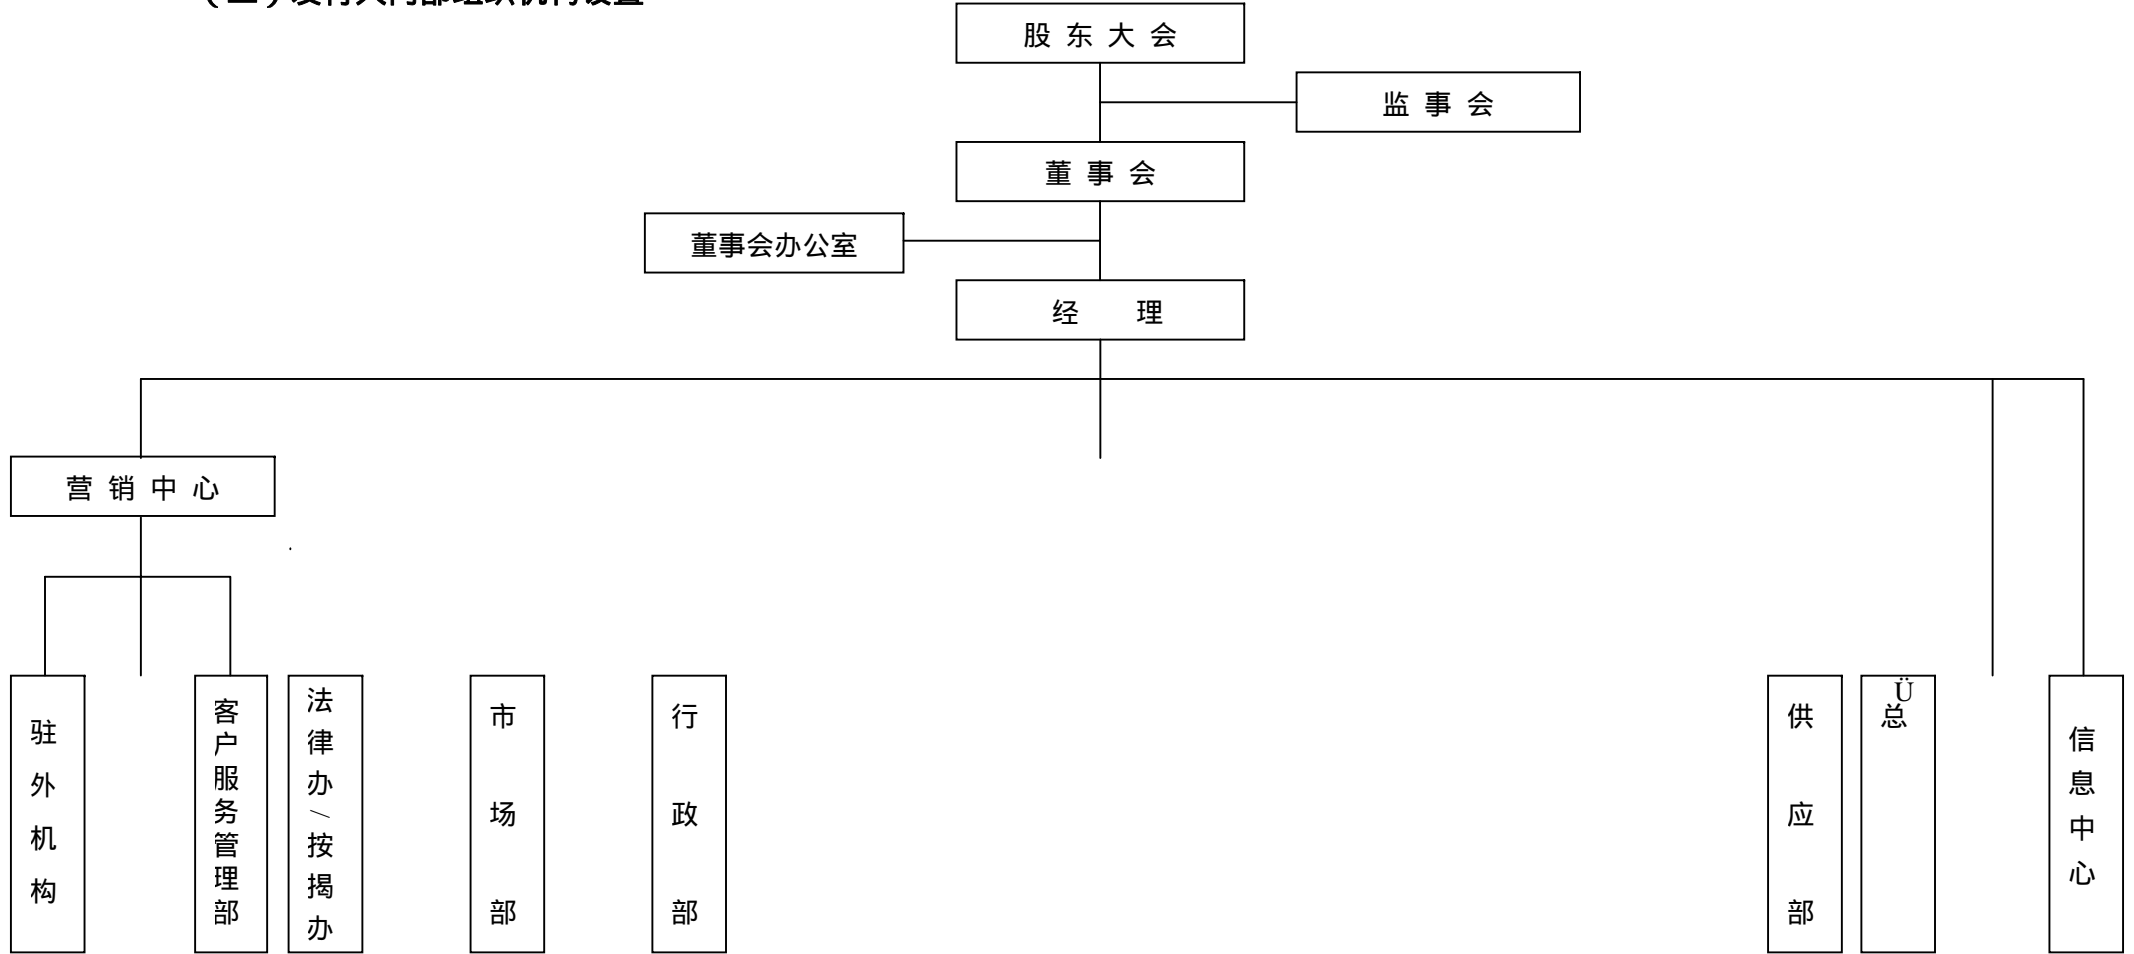 股 东 大 会
监 事 会
董 事 会
董事会办公室
经 理
营 销 中 心
驻外机构
客户服务管理部
法律办/按揭办
市场部
行政部
供应部
Ü
总
信息中心